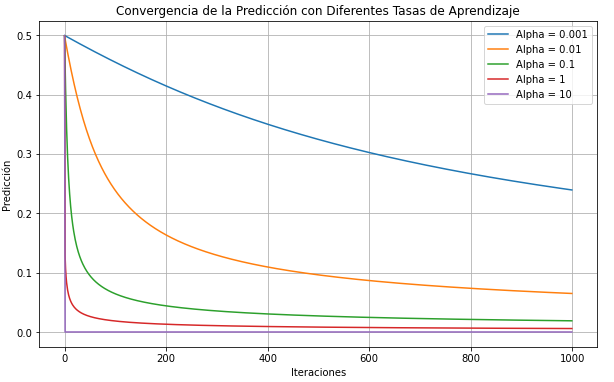 Convergencia de la Predicción con Diferentes Tasas de Aprendizaje
Alpha = 0.001
Alpha = 0.01
Alpha = 0.1
Alpha = 1
Alpha = 10
Predicción
0.5
0.4
0.3
0.2
0.1
0.0
0 200 400 600 800 1000
Iteraciones